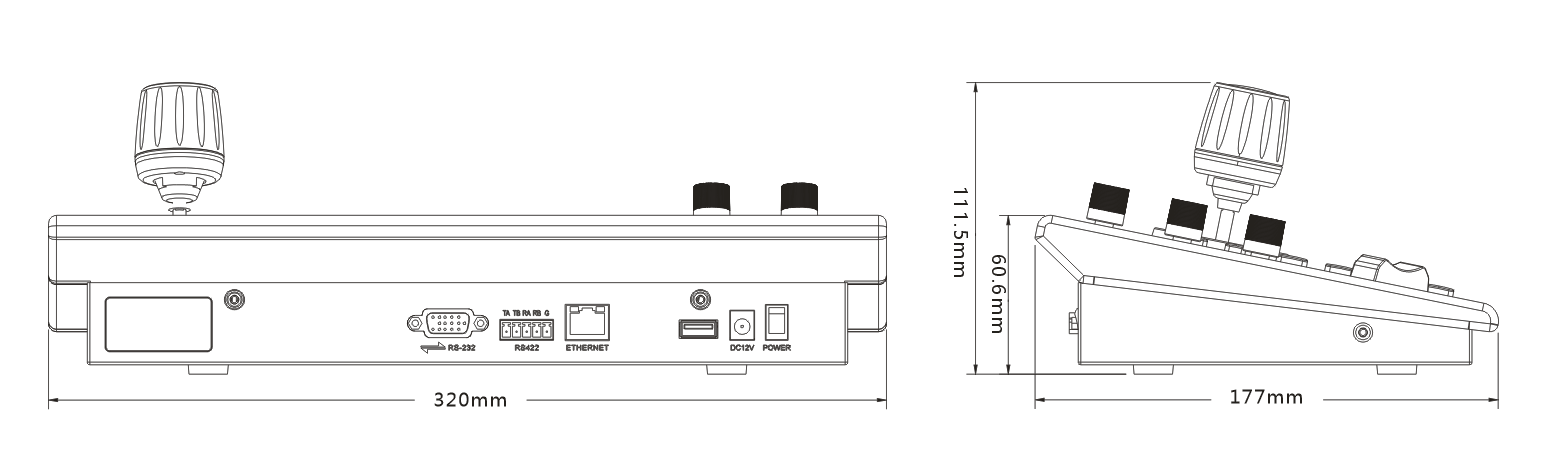 TA TB RA RB G
RS-232
RS422
ETHERNET
DC12V
POWER
320mm
111.5mm
60.6mm
177mm